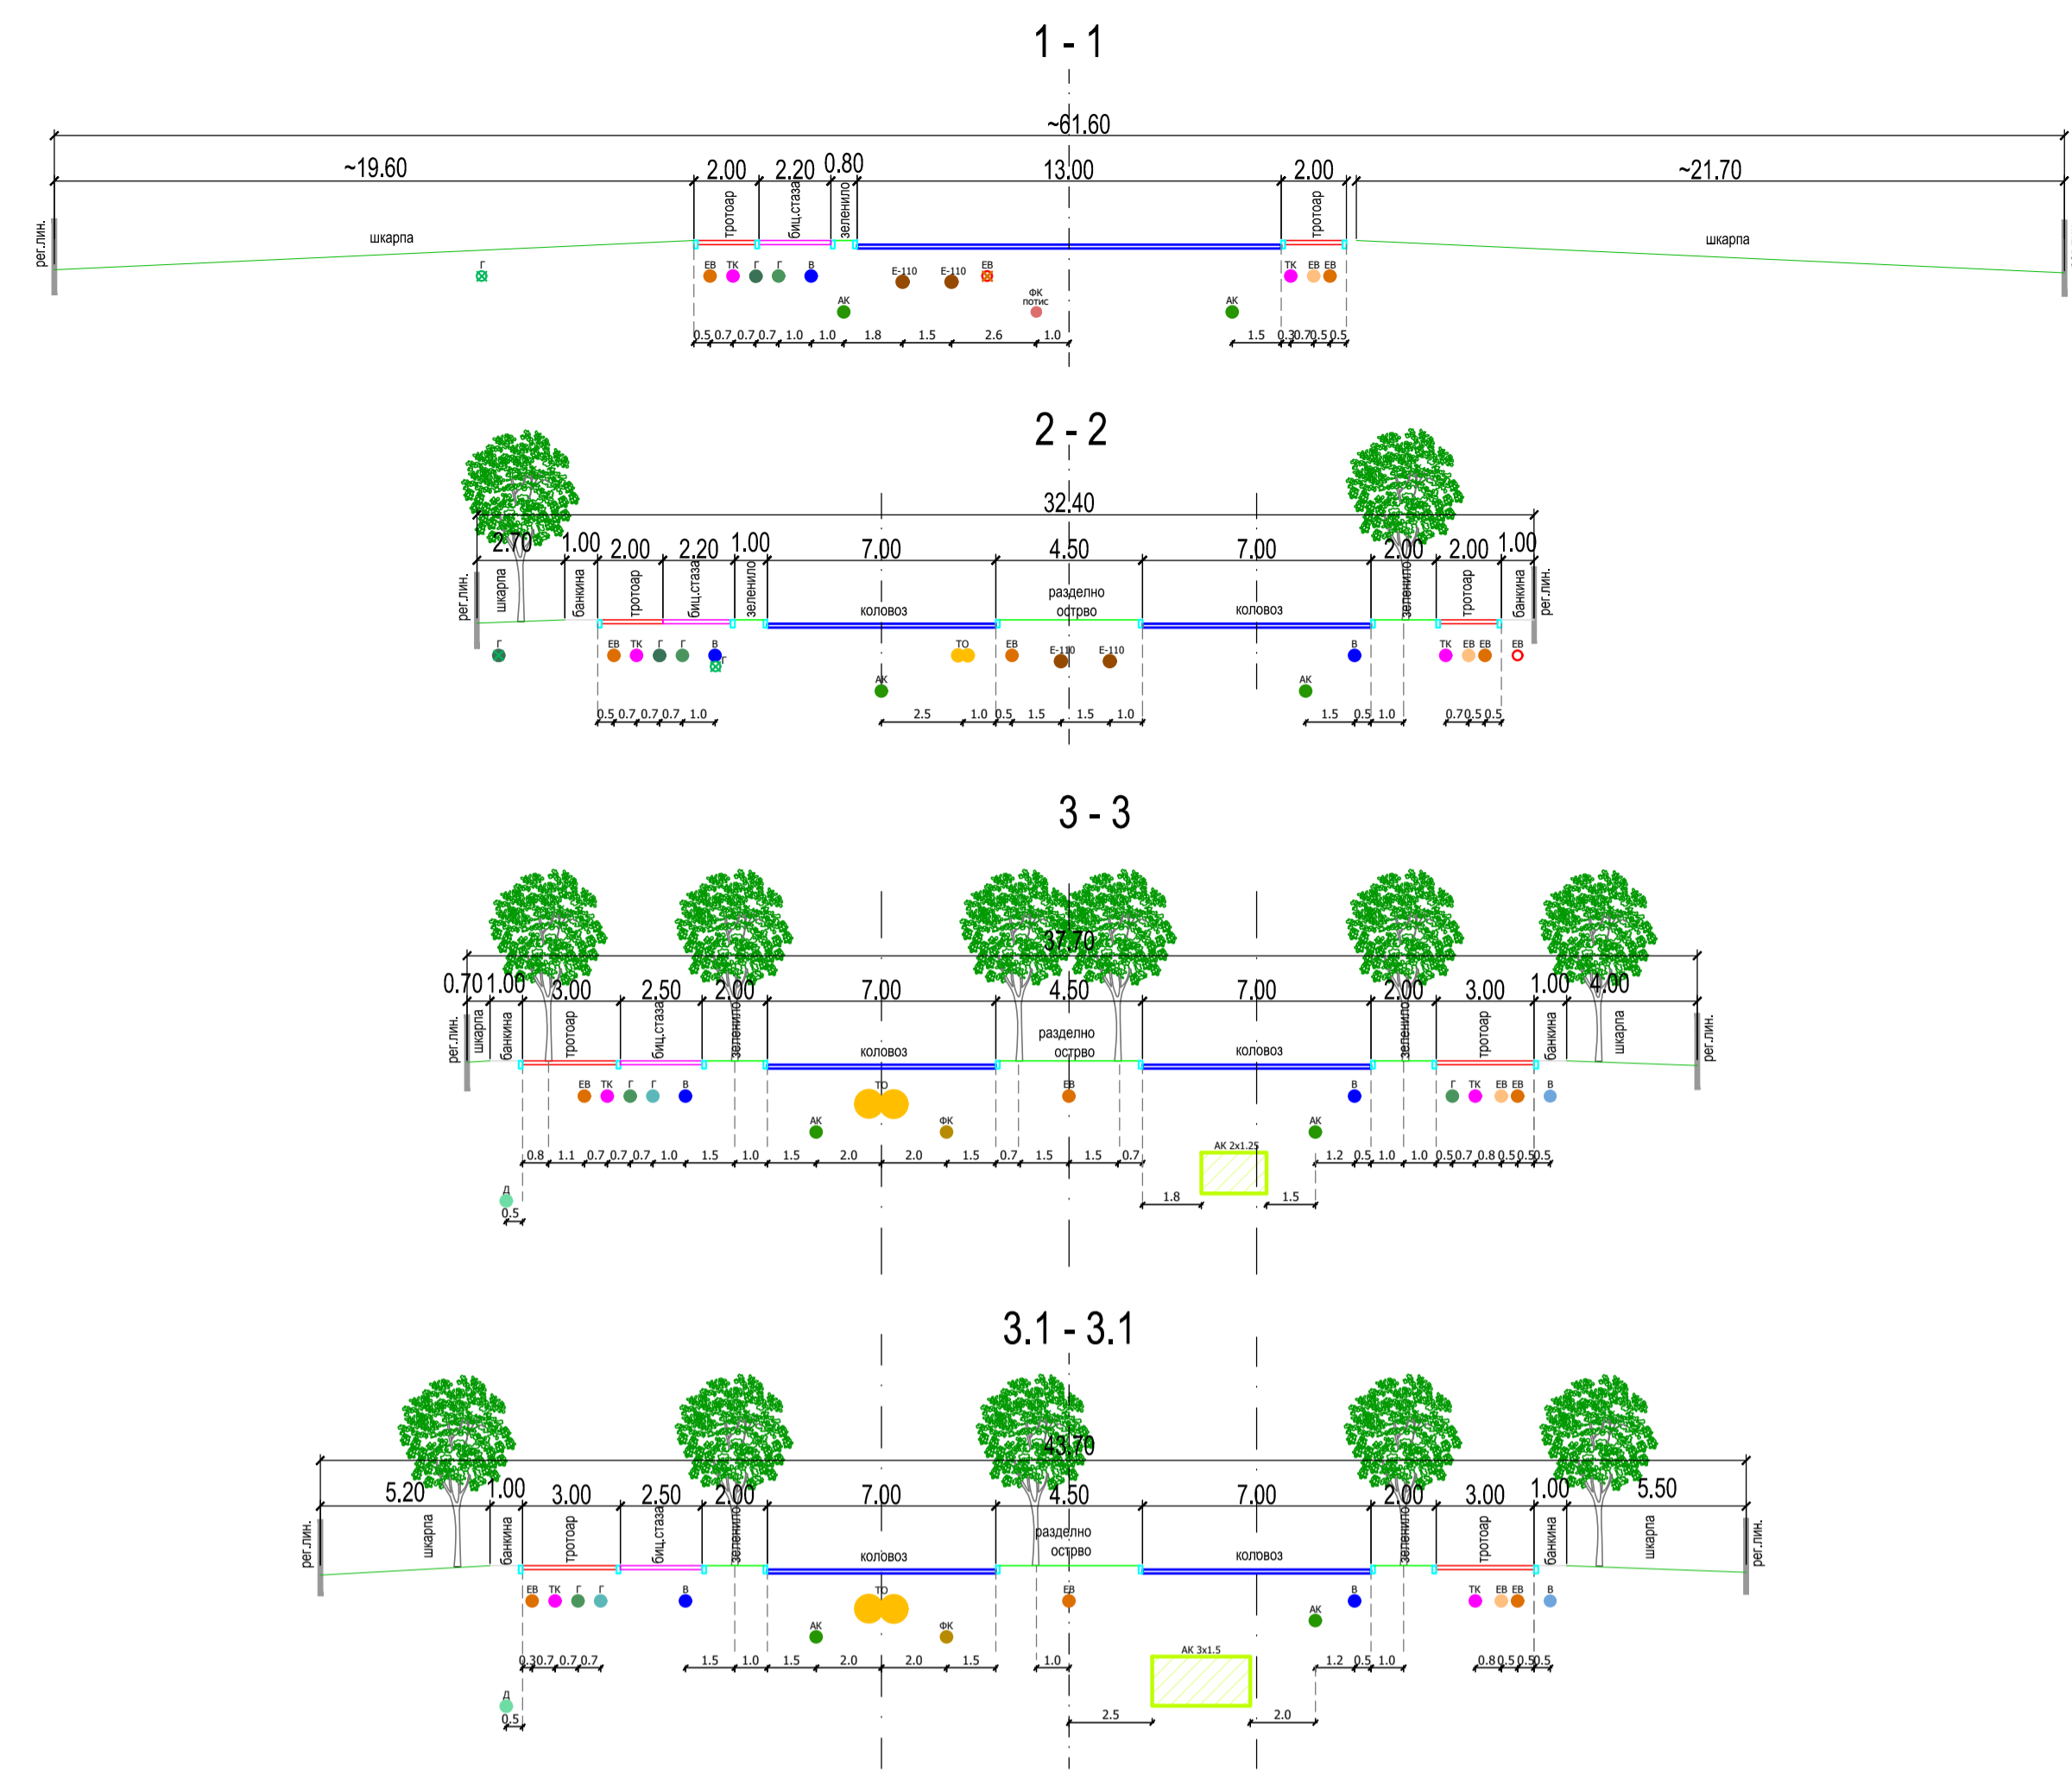 1 - 1
~61.60
~19.60 2.00 2.20 0.80 13.00 2.00 ~21.70
рег.лин. шкарпа тротоар биц.стаза зеленило тротоар шкарпа
Г ЕВ ТК Г Г В Е-110 Е-110 ЕВ ТК ЕВ ЕВ
АК ФК АК
потис
0.5 0.7 0.7 0.7 1.0 1.0 1.8 1.5 2.6 1.0 1.5 0.3 0.7 0.5 0.5
2 - 2
32.40
2.70 1.00 2.00 2.20 1.00 7.00 4.50 7.00 2.00 2.00 1.00
рег.лин. шкарпа банкина тротоар биц.стаза зеленило коловоз разделно коловоз зеленило тротоар банкина рег.лин.
острво
Г ЕВ ТК Г Г В Г ТО ЕВ Е-110 Е-110 В ТК ЕВ ЕВ ЕВ
АК АК
0.5 0.7 0.7 0.7 1.0 2.5 1.0 0.5 1.5 1.5 1.0 1.5 0.5 1.0 0.7 0.5 0.5
3 - 3
37.70
0.70 1.00 3.00 2.50 2.00 7.00 4.50 7.00 2.00 3.00 1.00 4.00
рег.лин. шкарпа банкина тротоар биц.стаза зеленило коловоз разделно коловоз зеленило тротоар банкина шкарпа рег.лин.
острво
ЕВ ТК Г Г В ТО ЕВ В Г ТК ЕВ ЕВ В
АК ФК АК
АК 2x1.25
0.8 1.1 0.7 0.7 0.7 1.0 1.5 1.0 1.5 2.0 2.0 1.5 0.7 1.5 1.5 0.7 1.2 0.5 1.0 1.0 0.5 0.7 0.8 0.5 0.5 0.5
Д
1.8 1.5
0.5
3.1 - 3.1
43.70
5.20 1.00 3.00 2.50 2.00 7.00 4.50 7.00 2.00 3.00 1.00 5.50
рег.лин. шкарпа банкина тротоар биц.стаза зеленило коловоз разделно коловоз зеленило тротоар банкина шкарпа рег.лин.
острво
ЕВ ТК Г Г В ТО ЕВ В ТК ЕВ ЕВ В
АК ФК АК
АК 3x1.5
0.3 0.7 0.7 0.7 1.5 1.0 1.5 2.0 2.0 1.5 1.0 1.2 0.5 1.0 0.8 0.5 0.5 0.5
Д
0.5 2.5 2.0